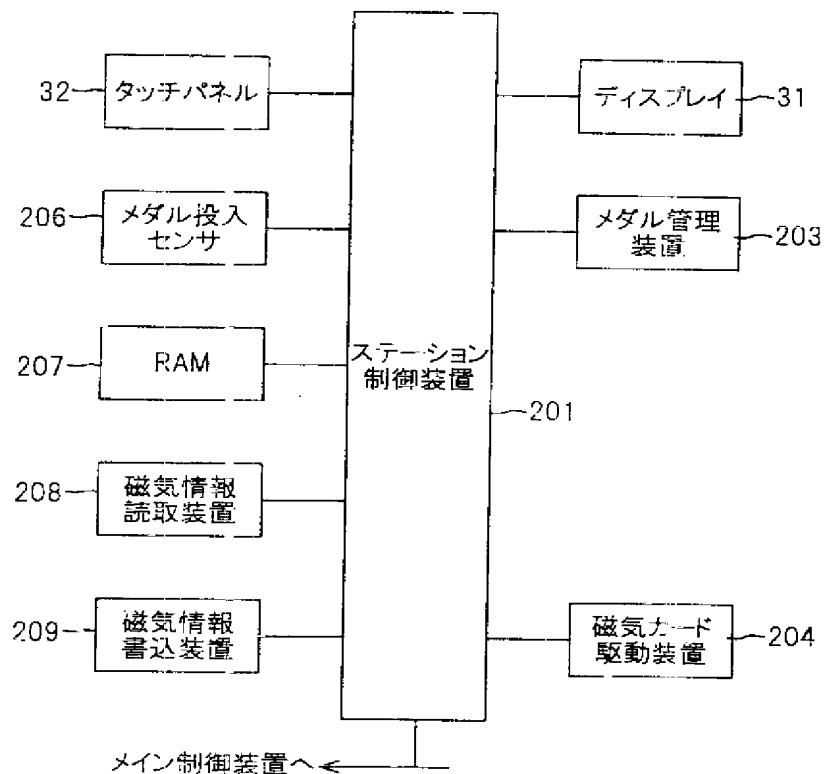 32
タッチパネル
ディスプレイ
31
206
メダル投入
センサ
メダル管理
装置
203
207
RAM
ステーション
制御装置
201
208
磁気情報
読取装置
209
磁気情報
書込装置
磁気カード
駆動装置
204
メイン制御装置へ